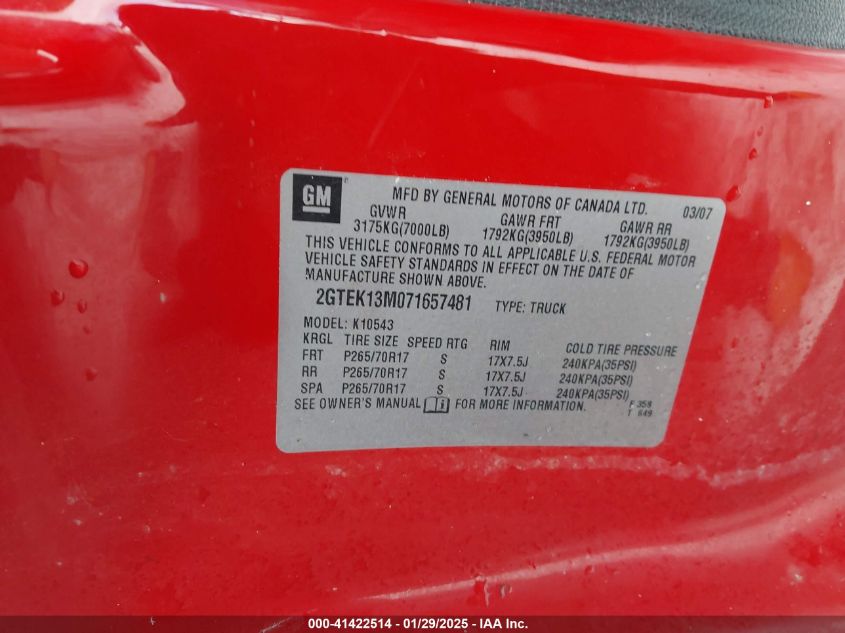 GM
MFD BY GENERAL MOTORS OF CANADA LTD. 03/07
GVWR GAWR FRT GAWR RR
3175KG(7000LB) 1792KG(3950LB) 1792KG(3950LB)
THIS VEHICLE CONFORMS TO ALL APPLICABLE U.S. FEDERAL MOTOR
VEHICLE SAFETY STANDARDS IN EFFECT ON THE DATE OF
MANUFACTURE SHOWN ABOVE.
2GTEK13M071657481 TYPE: TRUCK
MODEL: K10543
KRGL TIRE SIZE SPEED RTG RIM COLD TIRE PRESSURE
FRT P265/70R17 S 17X7.5J 240KPA(35PSI)
RR P265/70R17 S 17X7.5J 240KPA(35PSI)
SPA P265/70R17 S 17X7.5J 240KPA(35PSI)
SEE OWNER'S MANUAL FOR MORE INFORMATION.
F 358
T 649
000-41422514 - 01/29/2025 - IAA Inc.